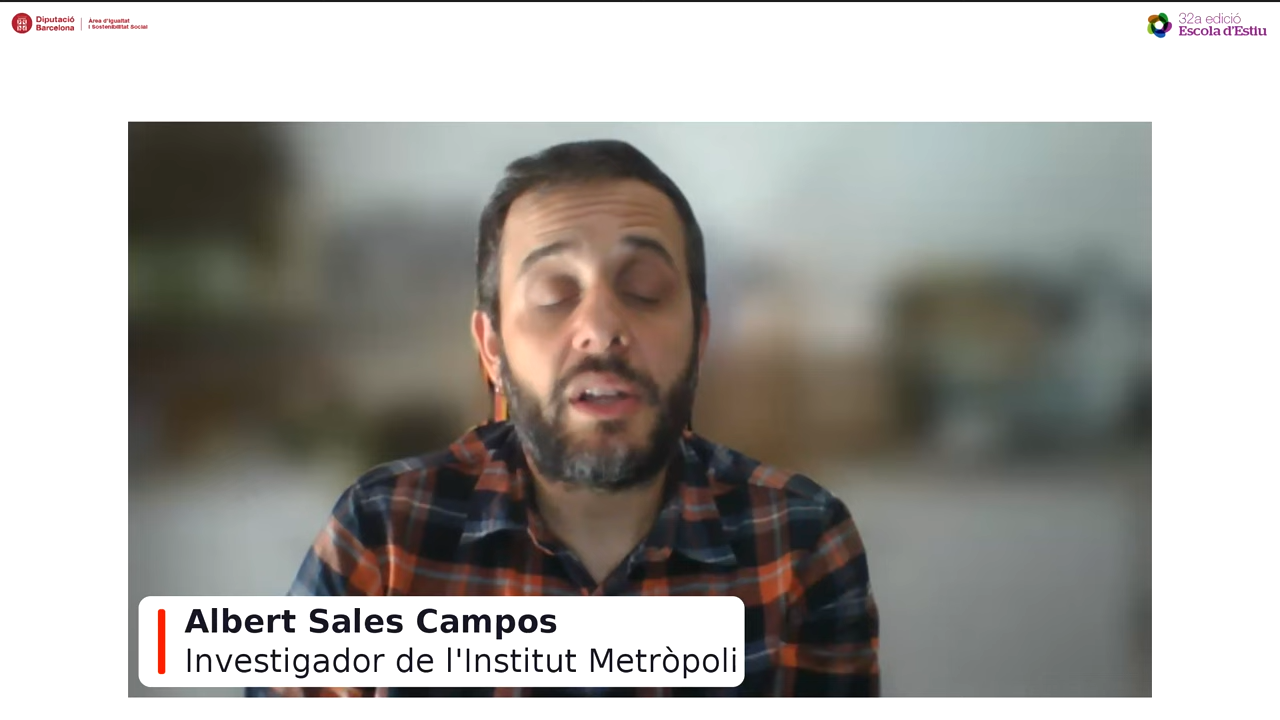 Diputació
Barcelona
Àrea d'Igualtat
i Sostenibilitat Social
32a edició
Escola d'Estiu
Albert Sales Campos
Investigador de l'Institut Metròpoli